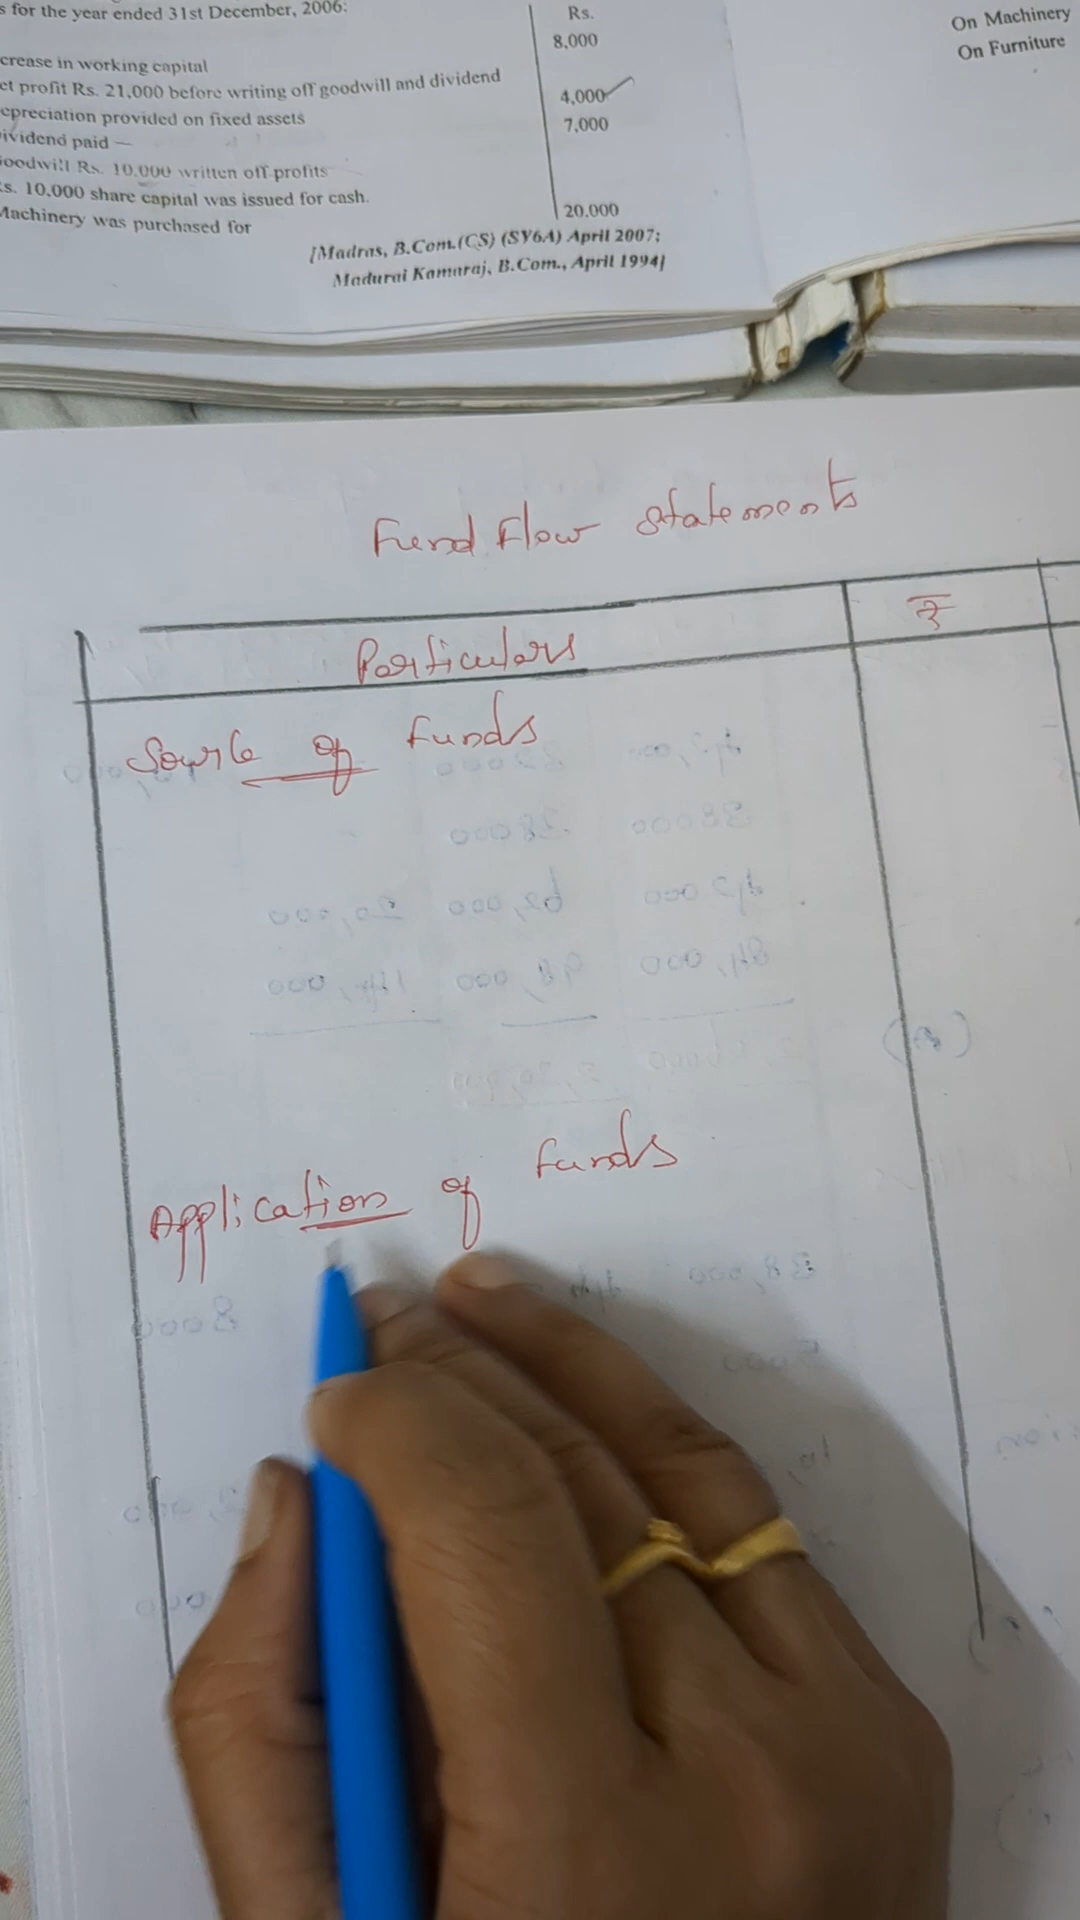 s for the year ended 31st December, 2006:
Rs.
crease in working capital
8,000
et profit Rs. 21,000 before writing off goodwill and dividend
epreciation provided on fixed assets
4,000
ividend paid —
7,000
oodwill Rs. 10,000 written off profits
s. 10,000 share capital was issued for cash.
Machinery was purchased for
20,000
[Madras, B.Com.(CS) (SY6A) April 2007;
Madurai Kamaraj, B.Com., April 1994]
On Machinery
On Furniture
Fund Flow Statements
Particulars ₹
Sourle of funds
Application of funds